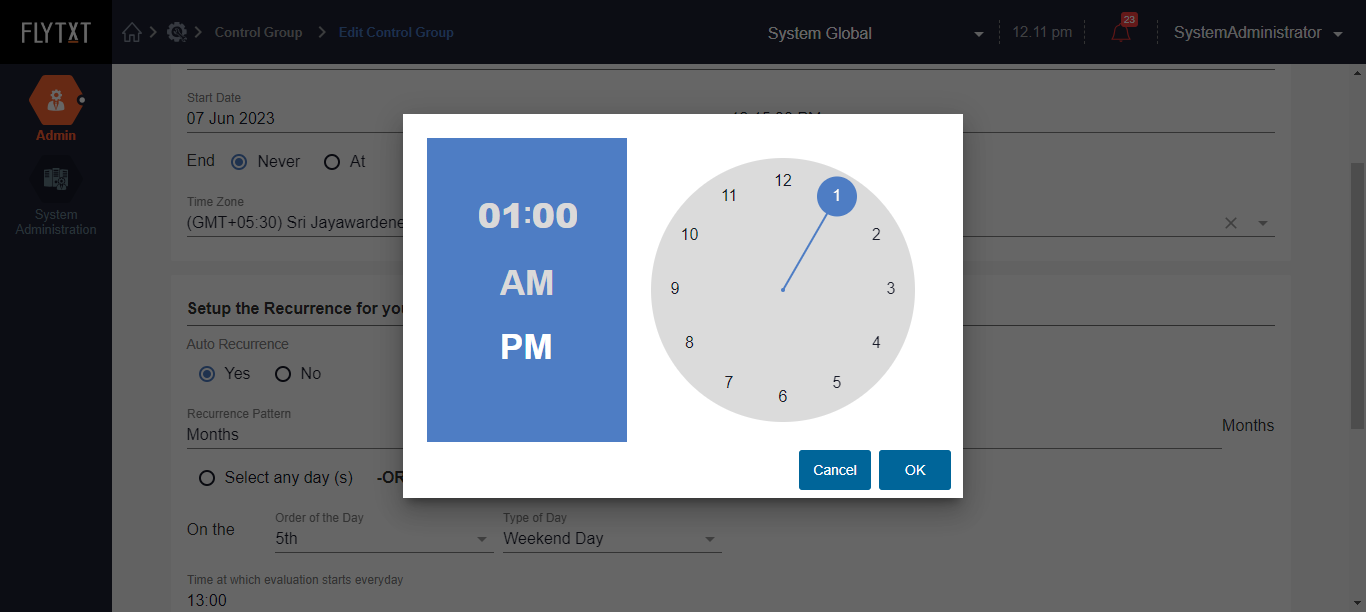 FLYTXT
Control Group
Edit Control Group
System Global
12.11 pm
23
SystemAdministrator
Admin
System
Administration
Start Date
07 Jun 2023
End
Never
At
Time Zone
(GMT+05:30) Sri Jayawardene
Setup the Recurrence for
Auto Recurrence
Yes
No
Recurrence Pattern
Months
Months
Select any day (s)
On the
Order of the Day
5th
Type of Day
Weekend Day
Time at which evaluation starts everyday
13:00
01:00
AM
PM
12
1
2
3
4
5
6
7
8
9
10
11
Cancel
OK